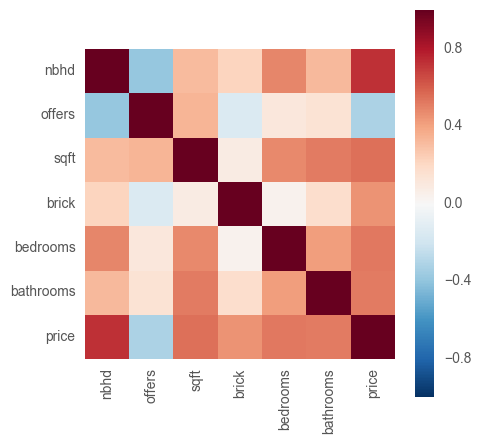 nbhd
offers
sqft
brick
bedrooms
bathrooms
price
nbhd
offers
sqft
brick
bedrooms
bathrooms
price
0.8
0.4
0.0
−0.4
−0.8